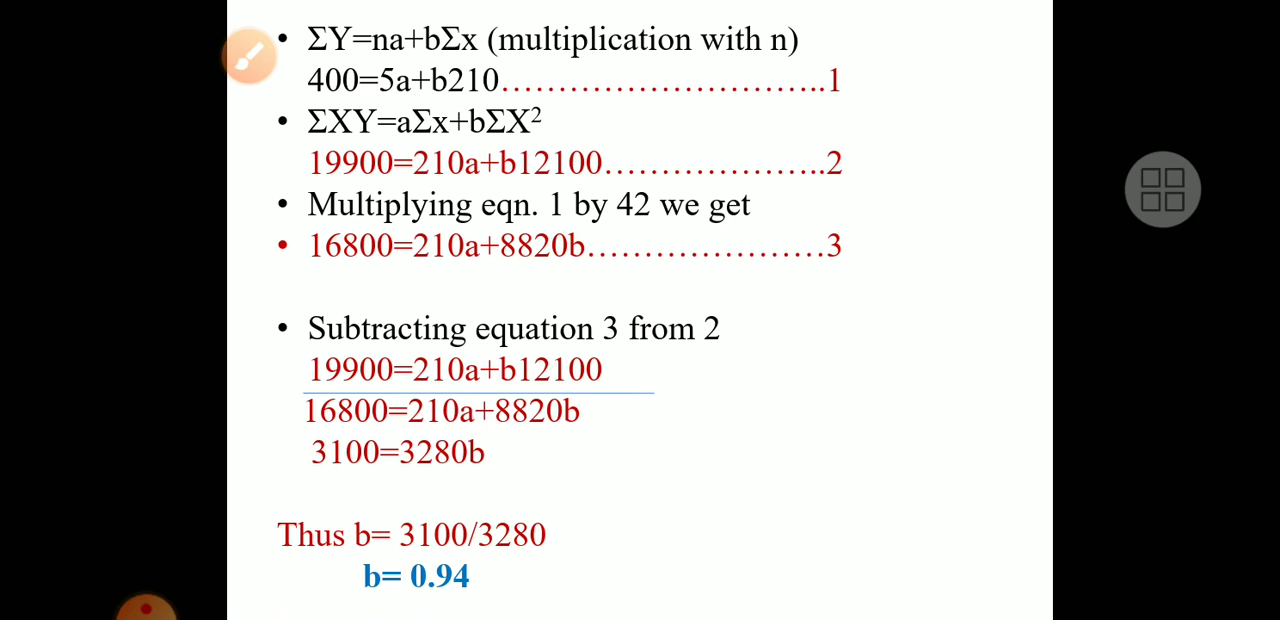 • ΣY=na+bΣx (multiplication with n)
400=5a+b210…………………………..1
• ΣXY=aΣx+bΣX²
19900=210a+b12100…………………..2
• Multiplying eqn. 1 by 42 we get
• 16800=210a+8820b……………………3
• Subtracting equation 3 from 2
19900=210a+b12100
16800=210a+8820b
3100=3280b
Thus b= 3100/3280
b= 0.94